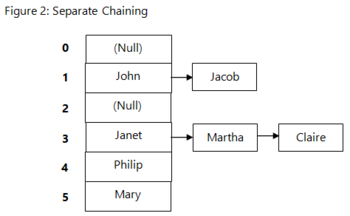 Figure 2: Separate Chaining
0 (Null)
1 John Jacob
2 (Null)
3 Janet Martha Claire
4 Philip
5 Mary